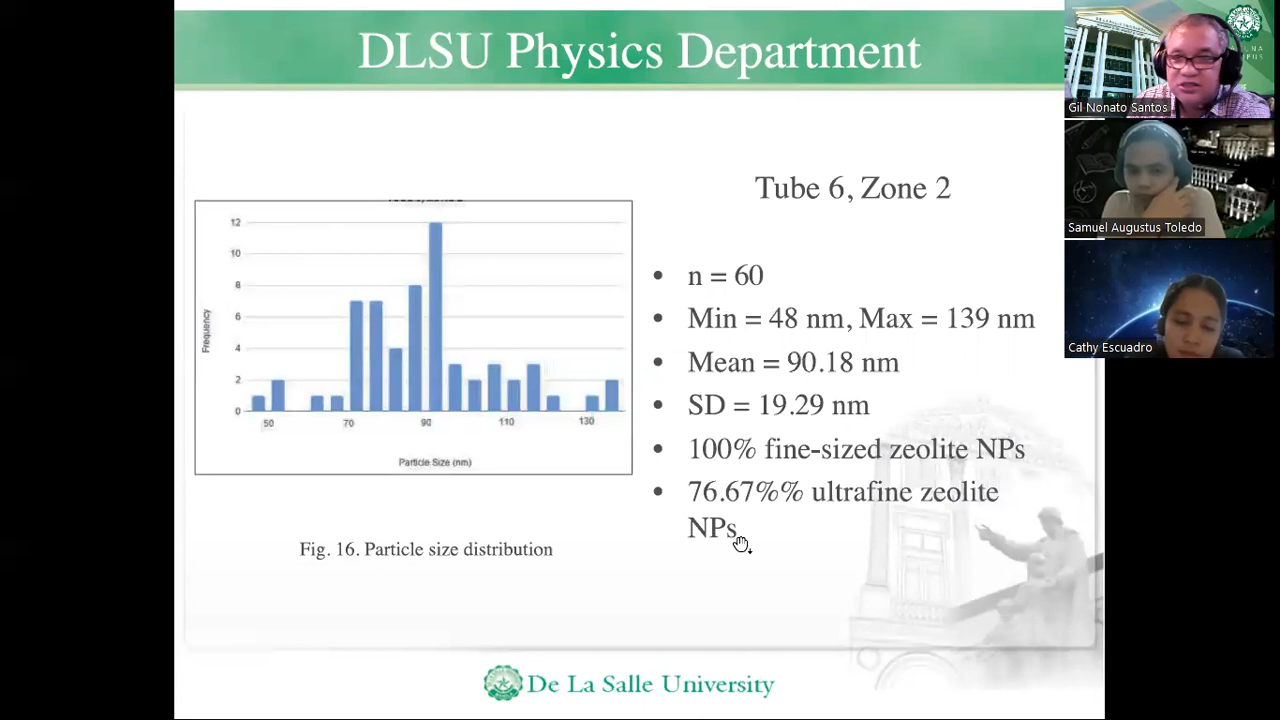 DLSU Physics Department
Tube 6, Zone 2
12
10
8
6
4
2
0
Frequency
50
70
90
110
130
Particle Size (nm)
Fig. 16. Particle size distribution
• n = 60
• Min = 48 nm, Max = 139 nm
• Mean = 90.18 nm
• SD = 19.29 nm
• 100% fine-sized zeolite NPs
• 76.67%% ultrafine zeolite
NPs
De La Salle University
Gil Nonato Santos
Samuel Augustus Toledo
Cathy Escuadro